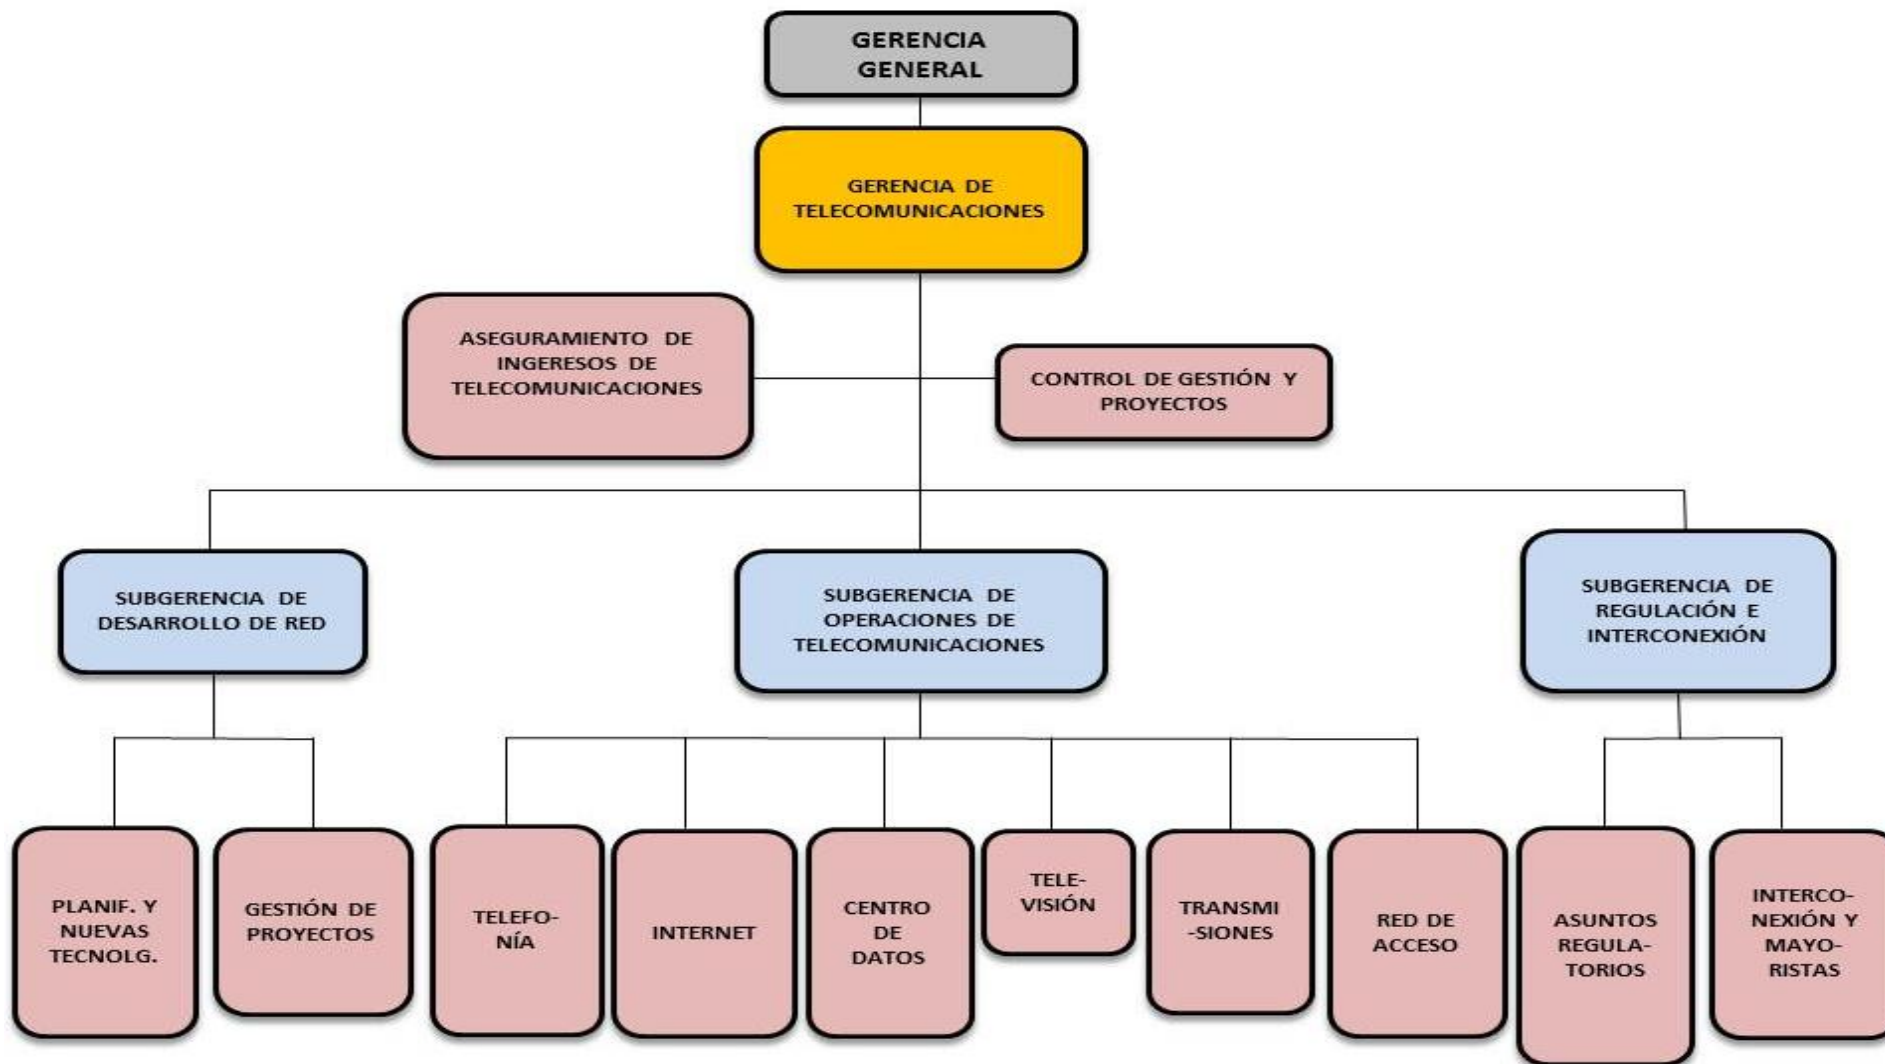 GERENCIA
GENERAL
GERENCIA DE
TELECOMUNICACIONES
ASEGURAMIENTO DE
INGERESOS DE
TELECOMUNICACIONES
CONTROL DE GESTIÓN Y
PROYECTOS
SUBGERENCIA DE
DESARROLLO DE RED
SUBGERENCIA DE
OPERACIONES DE
TELECOMUNICACIONES
SUBGERENCIA DE
REGULACIÓN E
INTERCONEXIÓN
PLANIF. Y
NUEVAS
TECNOLG.
GESTIÓN DE
PROYECTOS
TELEFO-
NÍA
INTERNET
CENTRO
DE
DATOS
TELE-
VISIÓN
TRANSMI
-SIONES
RED DE
ACCESO
ASUNTOS
REGULA-
TORIOS
INTERCO-
NEXIÓN Y
MAYO-
RISTAS